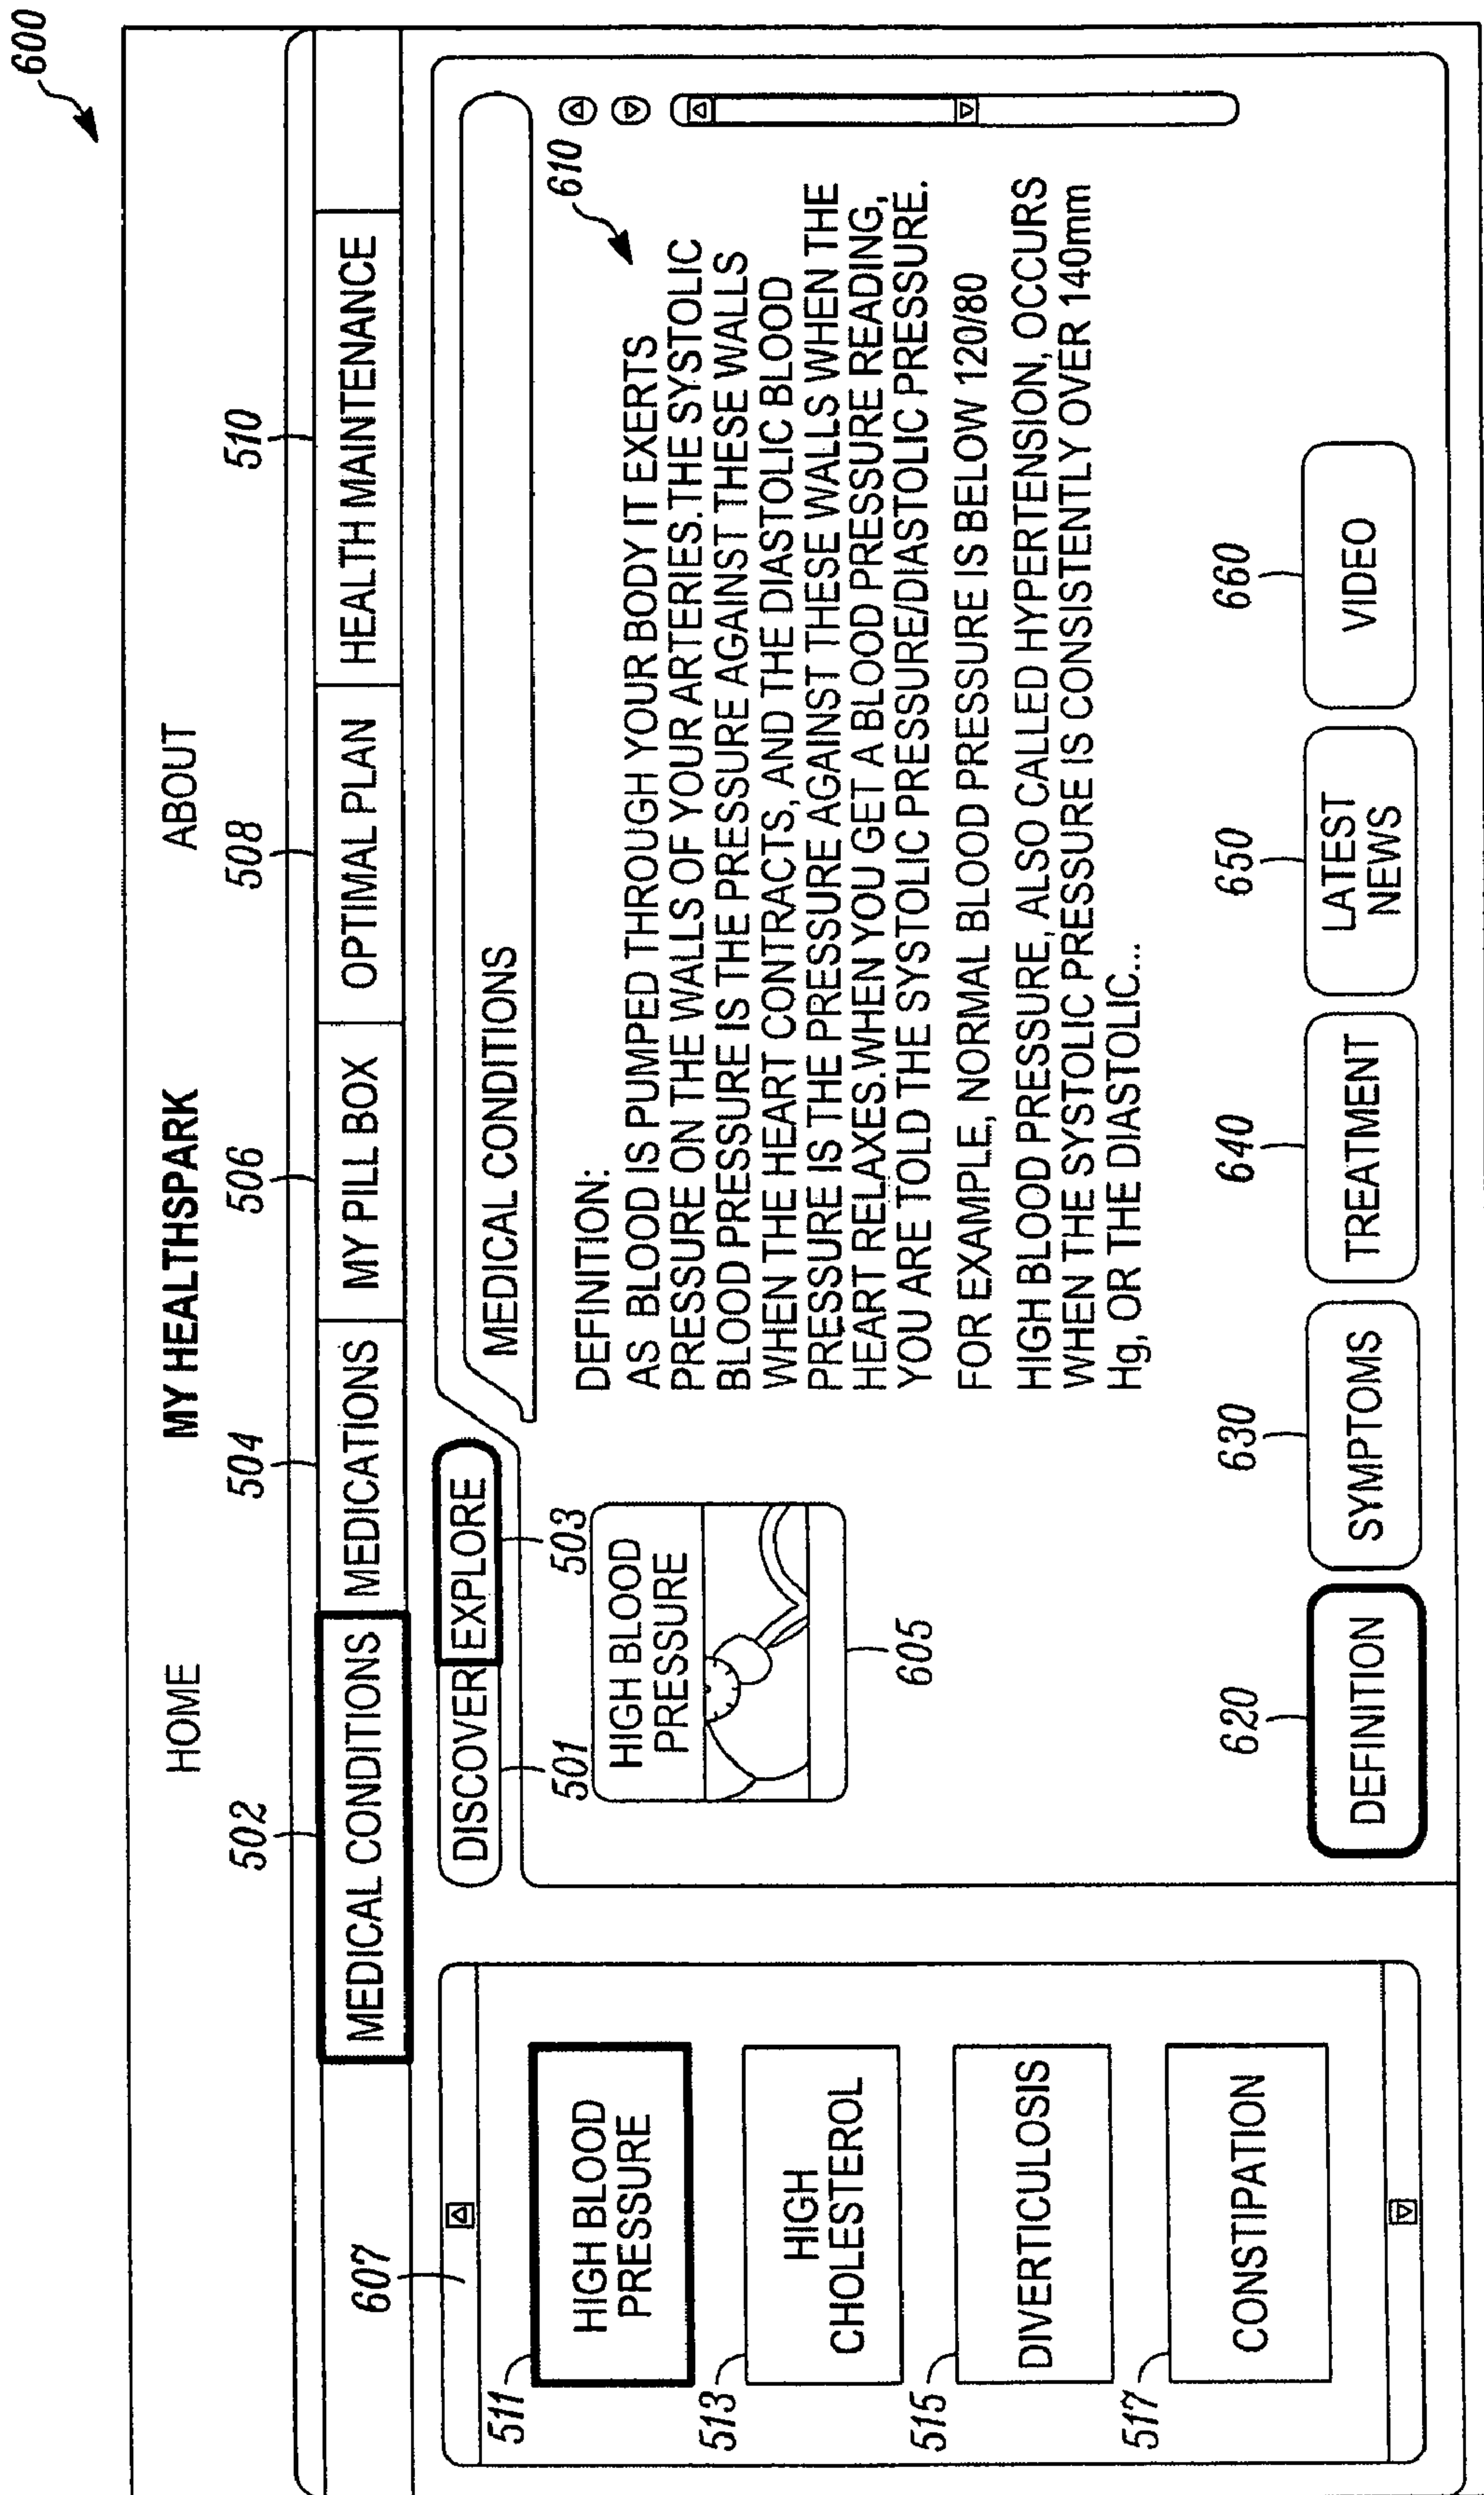 600
HOME MY HEALTHSPARK ABOUT
502 504 506 508 510
MEDICAL CONDITIONS MEDICATIONS MY PILL BOX OPTIMAL PLAN HEALTH MAINTENANCE
607
511
HIGH BLOOD
PRESSURE
513
HIGH
CHOLESTEROL
515
DIVERTICULOSIS
517
CONSTIPATION
DISCOVER EXPLORE
501 503
MEDICAL CONDITIONS
HIGH BLOOD
PRESSURE
605
610
DEFINITION:
AS BLOOD IS PUMPED THROUGH YOUR BODY IT EXERTS
PRESSURE ON THE WALLS OF YOUR ARTERIES.THE SYSTOLIC
BLOOD PRESSURE IS THE PRESSURE AGAINST THESE WALLS
WHEN THE HEART CONTRACTS, AND THE DIASTOLIC BLOOD
PRESSURE IS THE PRESSURE AGAINST THESE WALLS WHEN THE
HEART RELAXES.WHEN YOU GET A BLOOD PRESSURE READING,
YOU ARE TOLD THE SYSTOLIC PRESSURE/DIASTOLIC PRESSURE.
FOR EXAMPLE, NORMAL BLOOD PRESSURE IS BELOW 120/80
HIGH BLOOD PRESSURE, ALSO CALLED HYPERTENSION, OCCURS
WHEN THE SYSTOLIC PRESSURE IS CONSISTENTLY OVER 140mm
Hg, OR THE DIASTOLIC...
620 630 640 650 660
DEFINITION SYMPTOMS TREATMENT LATEST
NEWS VIDEO